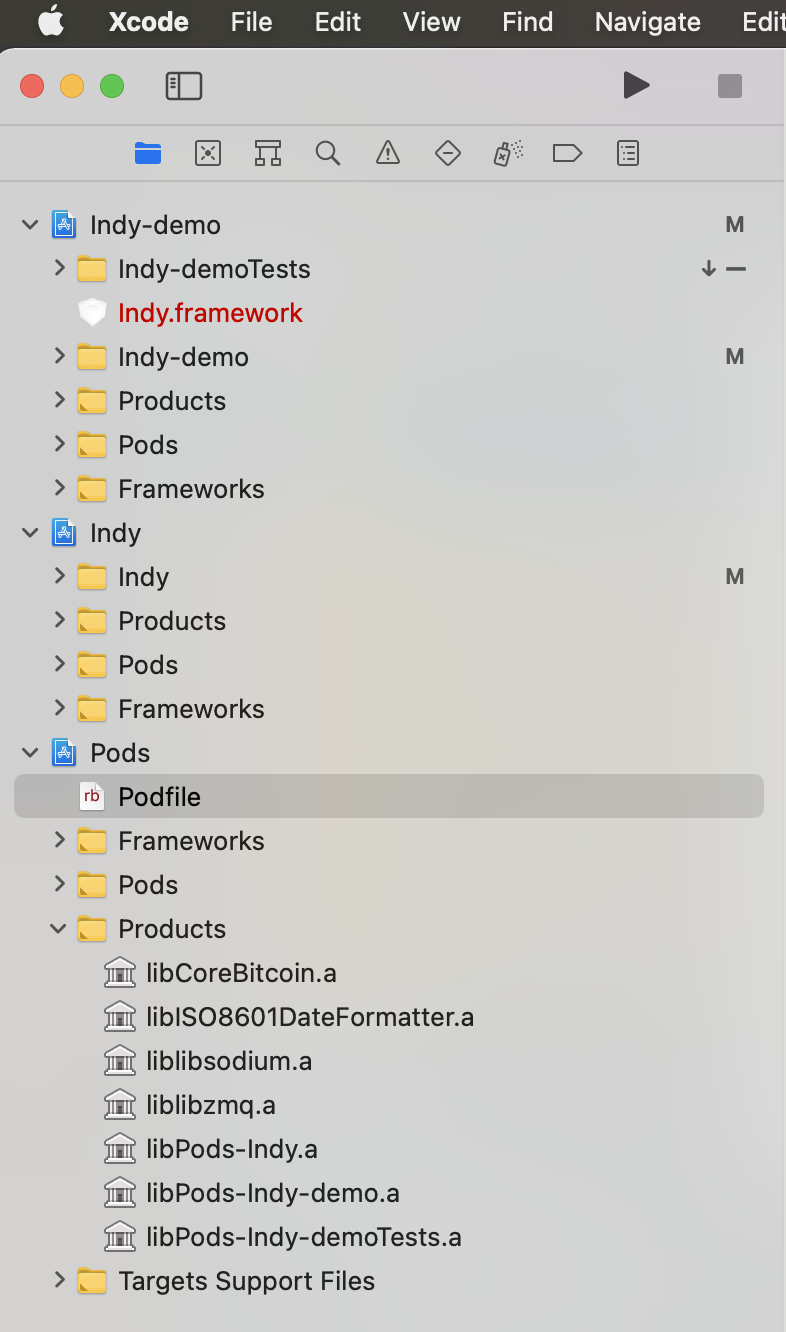 Xcode File Edit View Find Navigate Edit
Indy-demo M
Indy-demoTests
Indy.framework
Indy-demo M
Products
Pods
Frameworks
Indy
Indy M
Products
Pods
Frameworks
Pods
rb Podfile
Frameworks
Pods
Products
libCoreBitcoin.a
libISO8601DateFormatter.a
liblibsodium.a
liblibzmq.a
libPods-Indy.a
libPods-Indy-demo.a
libPods-Indy-demoTests.a
Targets Support Files